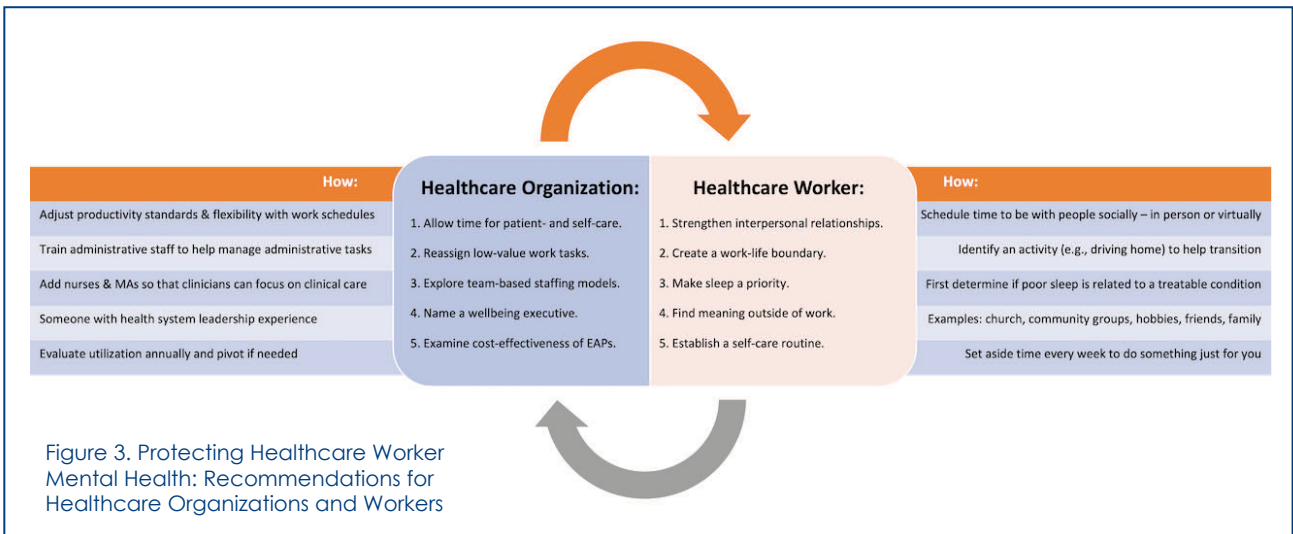 How:
Adjust productivity standards & flexibility with work schedules
Train administrative staff to help manage administrative tasks
Add nurses & MAs so that clinicians can focus on clinical care
Someone with health system leadership experience
Evaluate utilization annually and pivot if needed
Healthcare Organization:
1. Allow time for patient- and self-care.
2. Reassign low-value work tasks.
3. Explore team-based staffing models.
4. Name a wellbeing executive.
5. Examine cost-effectiveness of EAPs.
Healthcare Worker:
1. Strengthen interpersonal relationships.
2. Create a work-life boundary.
3. Make sleep a priority.
4. Find meaning outside of work.
5. Establish a self-care routine.
How:
Schedule time to be with people socially – in person or virtually
Identify an activity (e.g., driving home) to help transition
First determine if poor sleep is related to a treatable condition
Examples: church, community groups, hobbies, friends, family
Set aside time every week to do something just for you
Figure 3. Protecting Healthcare Worker
Mental Health: Recommendations for
Healthcare Organizations and Workers